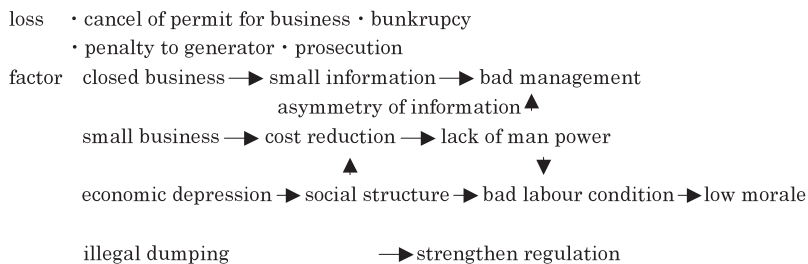 loss ・cancel of permit for business・bunkrupcy
・penalty to generator・prosecution
factor closed business → small information → bad management
asymmetry of information
small business → cost reduction → lack of man power
economic depression → social structure → bad labour condition → low morale
illegal dumping → strengthen regulation